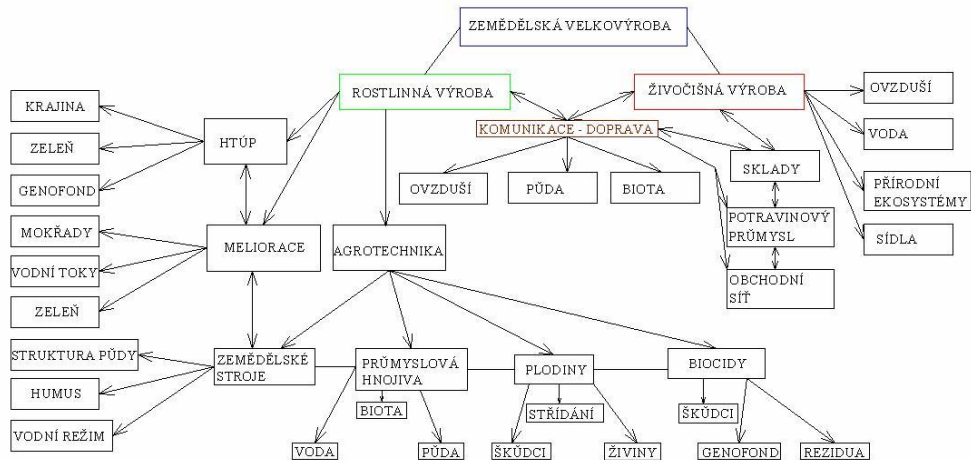 ZEMĚDĚLSKÁ VELKOVÝROBA
ROSTLINNÁ VÝROBA
ŽIVOČIŠNÁ VÝROBA
OVZDUŠÍ
KRAJINA
KOMUNIKACE - DOPRAVA
VODA
ZELEŇ
HTÚP
SKLADY
OVZDUŠÍ
PŮDA
BIOTA
GENOFOND
PŘÍRODNÍ
EKOSYSTÉMY
POTRAVINOVÝ
PRŮMYSL
MOKŘADY
MELIORACE
AGROTECHNIKA
SÍDLA
VODNÍ TOKY
OBCHODNÍ
SÍŤ
ZELEŇ
STRUKTURA PŮDY
ZEMĚDĚLSKÉ
STROJE
PRŮMYSLOVÁ
HNOJIVA
PLODINY
BIOCIDY
HUMUS
BIOTA
STŘÍDÁNÍ
ŠKŮDCI
VODNÍ REŽIM
VODA
PŮDA
ŠKŮDCI
ŽIVINY
GENOFOND
REZIDUA